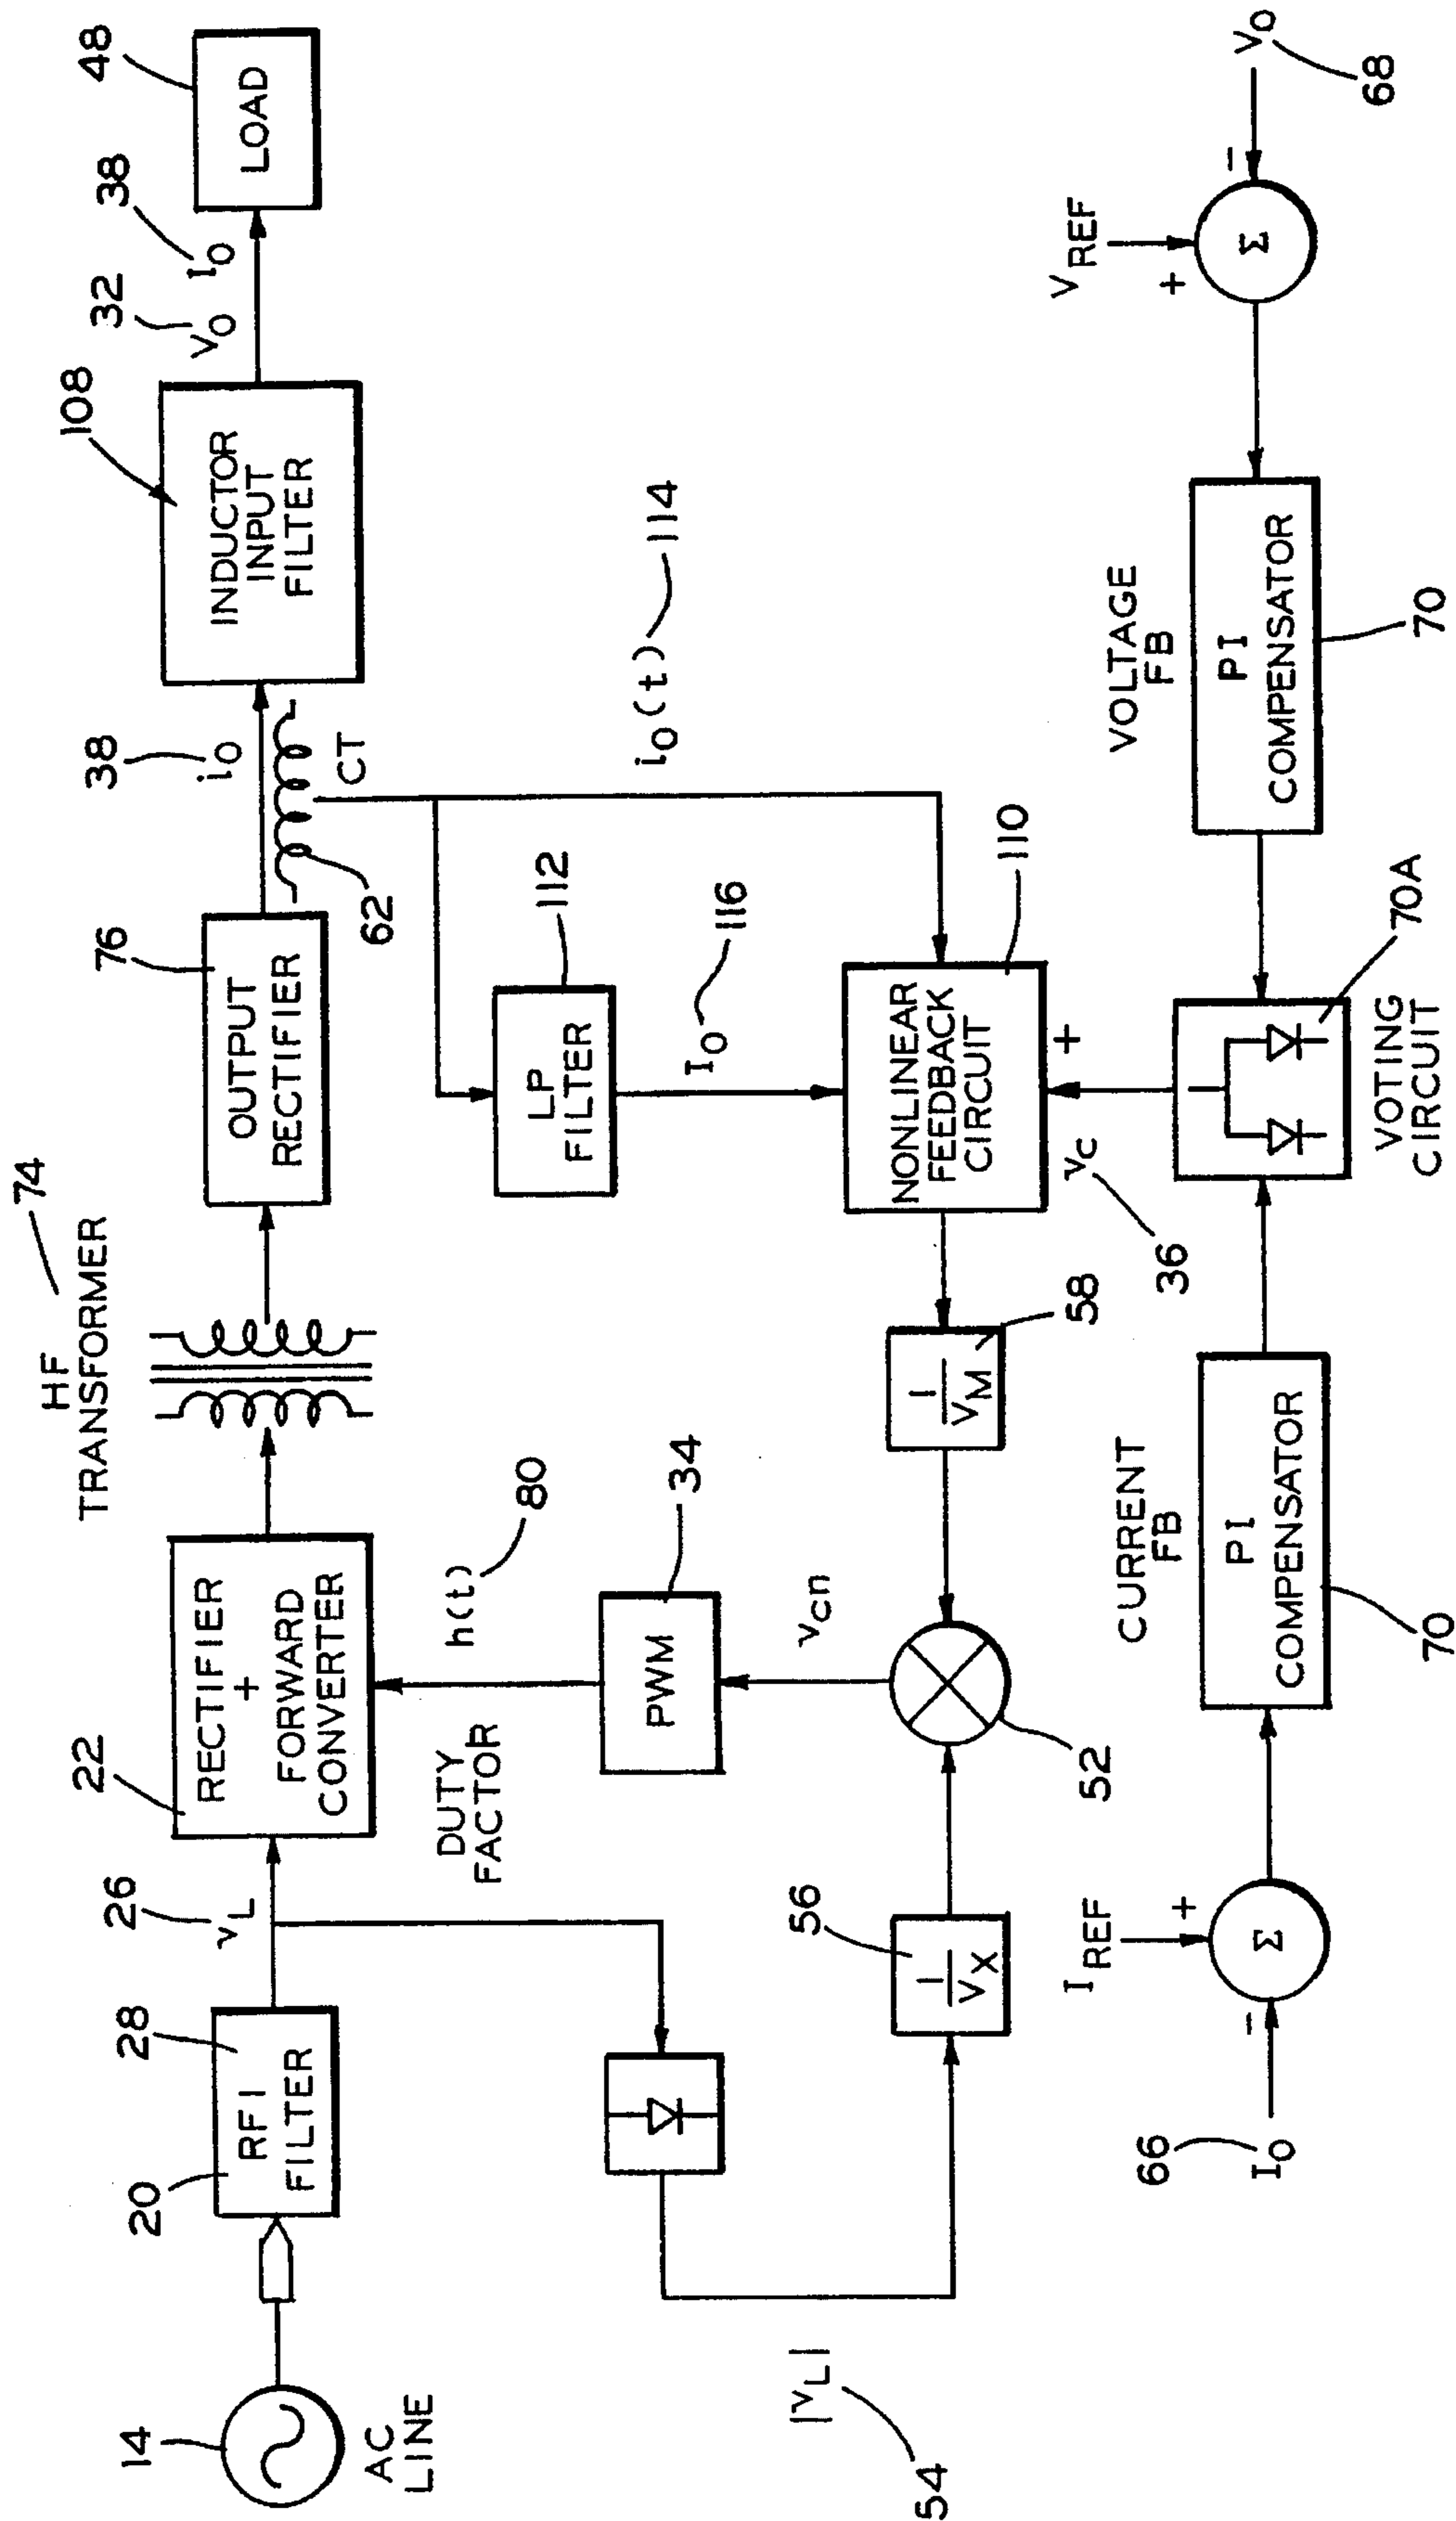 14
AC
LINE
20
28
RFI
FILTER
26
νL
22
RECTIFIER
+
FORWARD
CONVERTER
HF
TRANSFORMER
74
76
OUTPUT
RECTIFIER
38
iO
CT
62
108
INDUCTOR
INPUT
FILTER
32
VO
38
IO
48
LOAD
DUTY
FACTOR
h(t)
80
34
PWM
νcn
112
LP
FILTER
IO
116
iO(t)
114
|νL|
54
56
1
VX
52
1
VM
58
NONLINEAR
FEEDBACK
CIRCUIT
110
+
νC
36
66
IO
−
IREF
+
Σ
CURRENT
FB
PI
COMPENSATOR
70
70A
VOTING
CIRCUIT
VOLTAGE
FB
PI
COMPENSATOR
70
VREF
+
Σ
−
VO
68